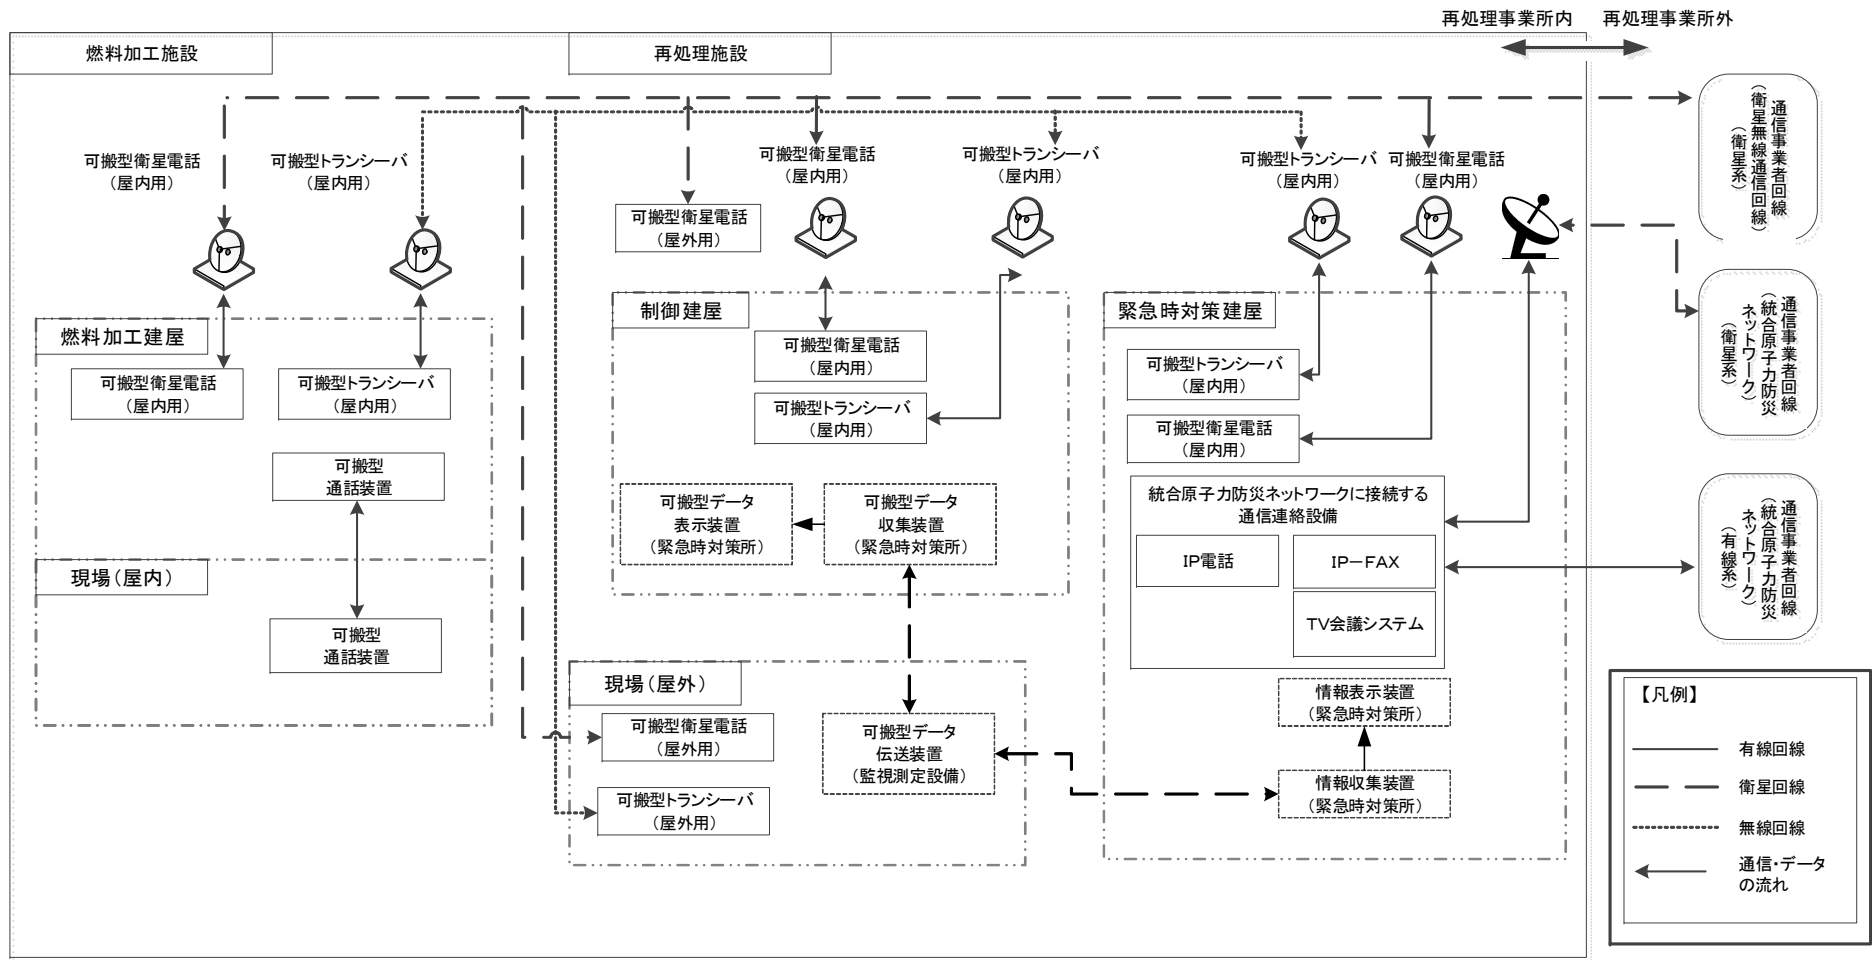 再処理事業所内
再処理事業所外
燃料加工施設
再処理施設
可搬型衛星電話
（屋内用）
可搬型トランシーバ
（屋内用）
可搬型衛星電話
（屋外用）
可搬型衛星電話
（屋内用）
可搬型トランシーバ
（屋内用）
可搬型トランシーバ
（屋内用）
可搬型衛星電話
（屋内用）
通信事業者回線
（衛星無線通信回線）
（衛星系）
燃料加工建屋
可搬型衛星電話
（屋内用）
可搬型トランシーバ
（屋内用）
可搬型
通話装置
現場（屋内）
可搬型
通話装置
制御建屋
可搬型衛星電話
（屋内用）
可搬型トランシーバ
（屋内用）
可搬型データ
表示装置
（緊急時対策所）
可搬型データ
収集装置
（緊急時対策所）
現場（屋外）
可搬型衛星電話
（屋外用）
可搬型トランシーバ
（屋外用）
可搬型データ
伝送装置
（監視測定設備）
緊急時対策建屋
可搬型トランシーバ
（屋内用）
可搬型衛星電話
（屋内用）
統合原子力防災ネットワークに接続する
通信連絡設備
IP電話
IP－FAX
TV会議システム
情報表示装置
（緊急時対策所）
情報収集装置
（緊急時対策所）
通信事業者回線
（統合原子力防災
ネットワーク）
（衛星系）
通信事業者回線
（統合原子力防災
ネットワーク）
（有線系）
【凡例】
有線回線
衛星回線
無線回線
通信・データ
の流れ